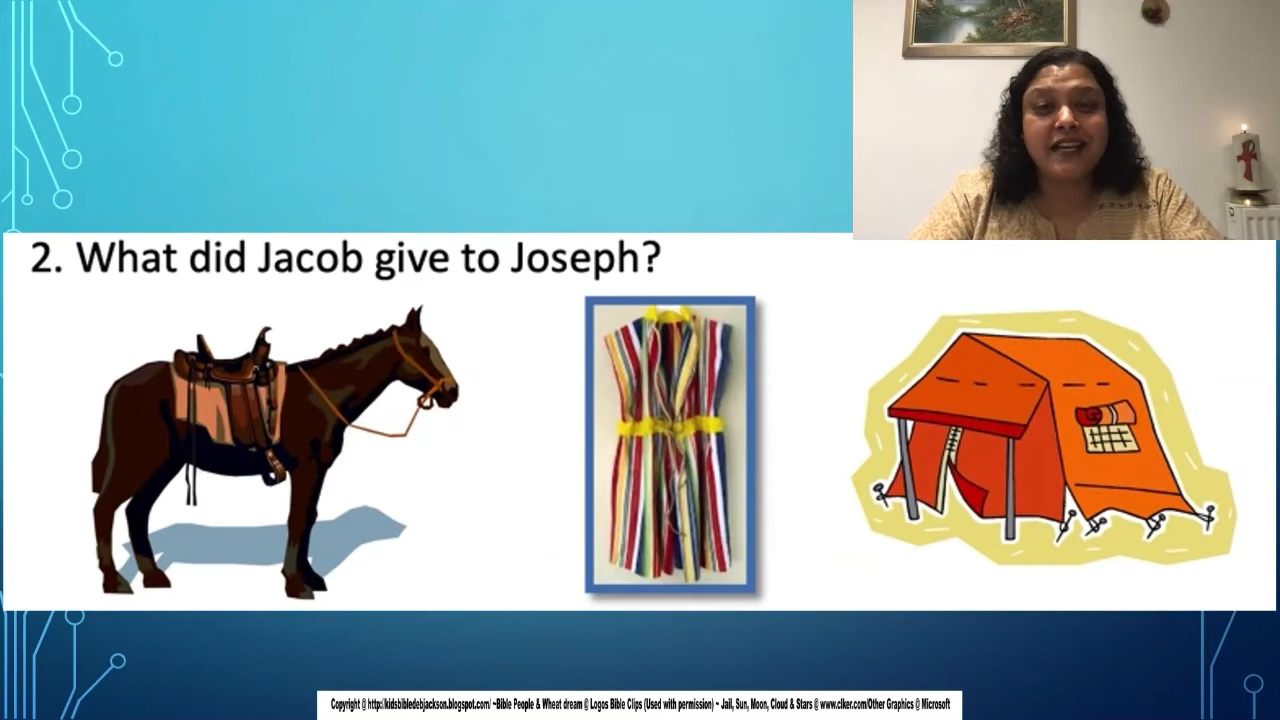 2. What did Jacob give to Joseph?
Copyright @ http://kidsbibledebjackson.blogspot.com/ ~Bible People & Wheat dream @ Logos Bible Clips (Used with permission) ~ Jail, Sun, Moon, Cloud & Stars @ www.clker.com/Other Graphics @ Microsoft